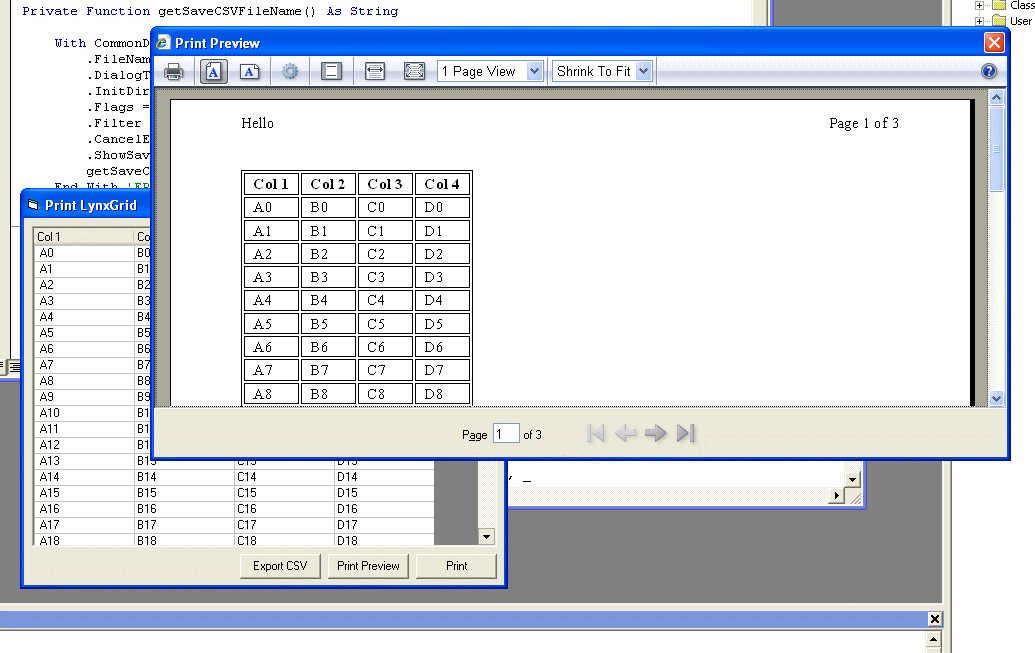 Private Function getSaveCSVFileName() As String
With CommonD
.FileNam
.DialogT
.InitDir
.Flags =
.Filter
.CancelE
.ShowSav
getSaveC
Class
User
Print Preview
1 Page View
Shrink To Fit
Hello Page 1 of 3
Col 1 Col 2 Col 3 Col 4
A0 B0 C0 D0
A1 B1 C1 D1
A2 B2 C2 D2
A3 B3 C3 D3
A4 B4 C4 D4
A5 B5 C5 D5
A6 B6 C6 D6
A7 B7 C7 D7
A8 B8 C8 D8
Page 1 of 3
Print LynxGrid
Col 1 Co
A0 B0
A1 B1
A2 B2
A3 B3
A4 B4
A5 B5
A6 B6
A7 B7
A8 B8
A9 B9
A10 B1
A11 B1
A12 B1
A13 B13 C13 D13
A14 B14 C14 D14
A15 B15 C15 D15
A16 B16 C16 D16
A17 B17 C17 D17
A18 B18 C18 D18
Export CSV Print Preview Print
, _